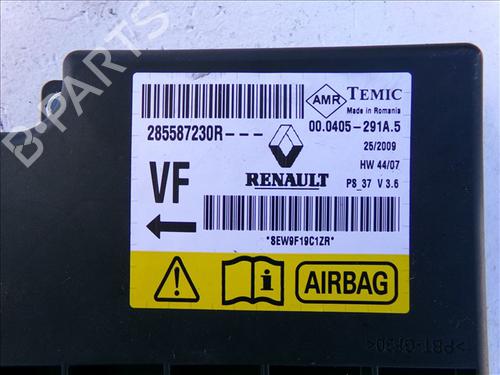 B-PARTS
AMR TEMIC
Made in Romania
285587230R---
00.0405-291A.5
25/2009
HW 44/07
VF
RENAULT
P8_37 V 3.6
*8EW9F19C1ZR*
AIRBAG
B-PARTS